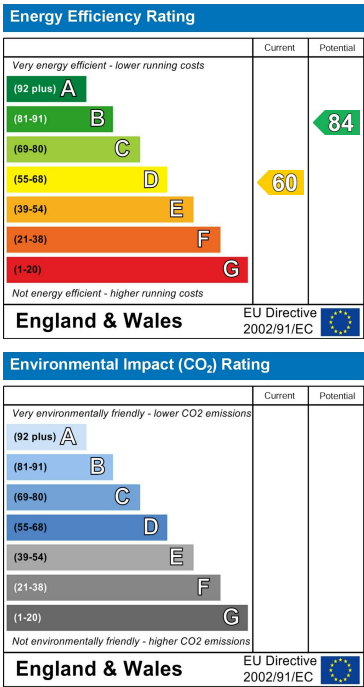 Energy Efficiency Rating
Current Potential
Very energy efficient - lower running costs
(92 plus) A
(81-91) B
84
(69-80) C
(55-68) D
60
(39-54) E
(21-38) F
(1-20) G
Not energy efficient - higher running costs
England & Wales
EU Directive
2002/91/EC
Environmental Impact (CO₂) Rating
Current Potential
Very environmentally friendly - lower CO2 emissions
(92 plus) A
(81-91) B
(69-80) C
(55-68) D
(39-54) E
(21-38) F
(1-20) G
Not environmentally friendly - higher CO2 emissions
England & Wales
EU Directive
2002/91/EC